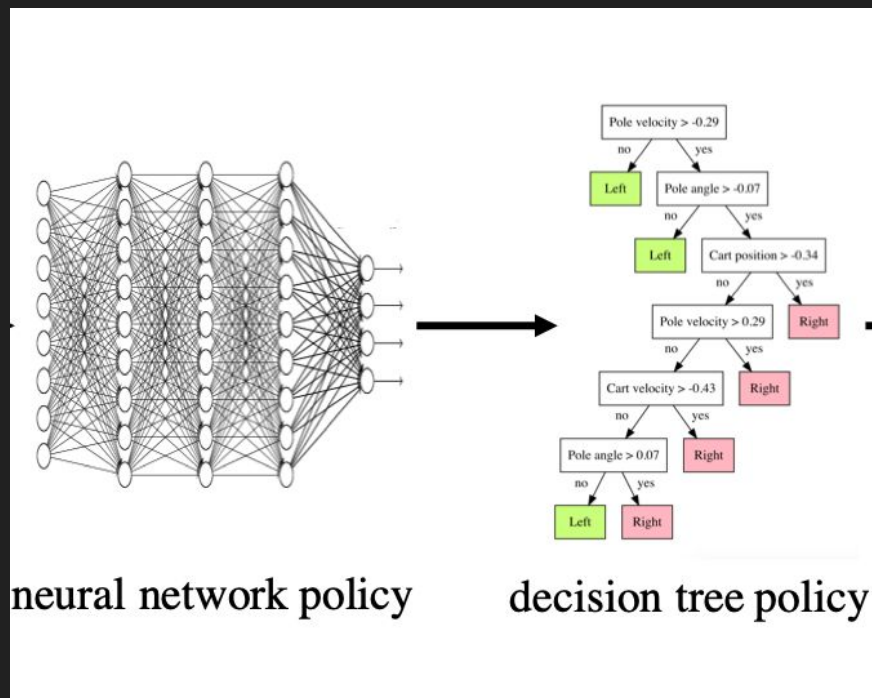 Pole velocity > -0.29
no yes
Left Pole angle > -0.07
no yes
Left Cart position > -0.34
no yes
Pole velocity > 0.29 Right
no yes
Cart velocity > -0.43 Right
no yes
Pole angle > 0.07 Right
no yes
Left Right
neural network policy decision tree policy